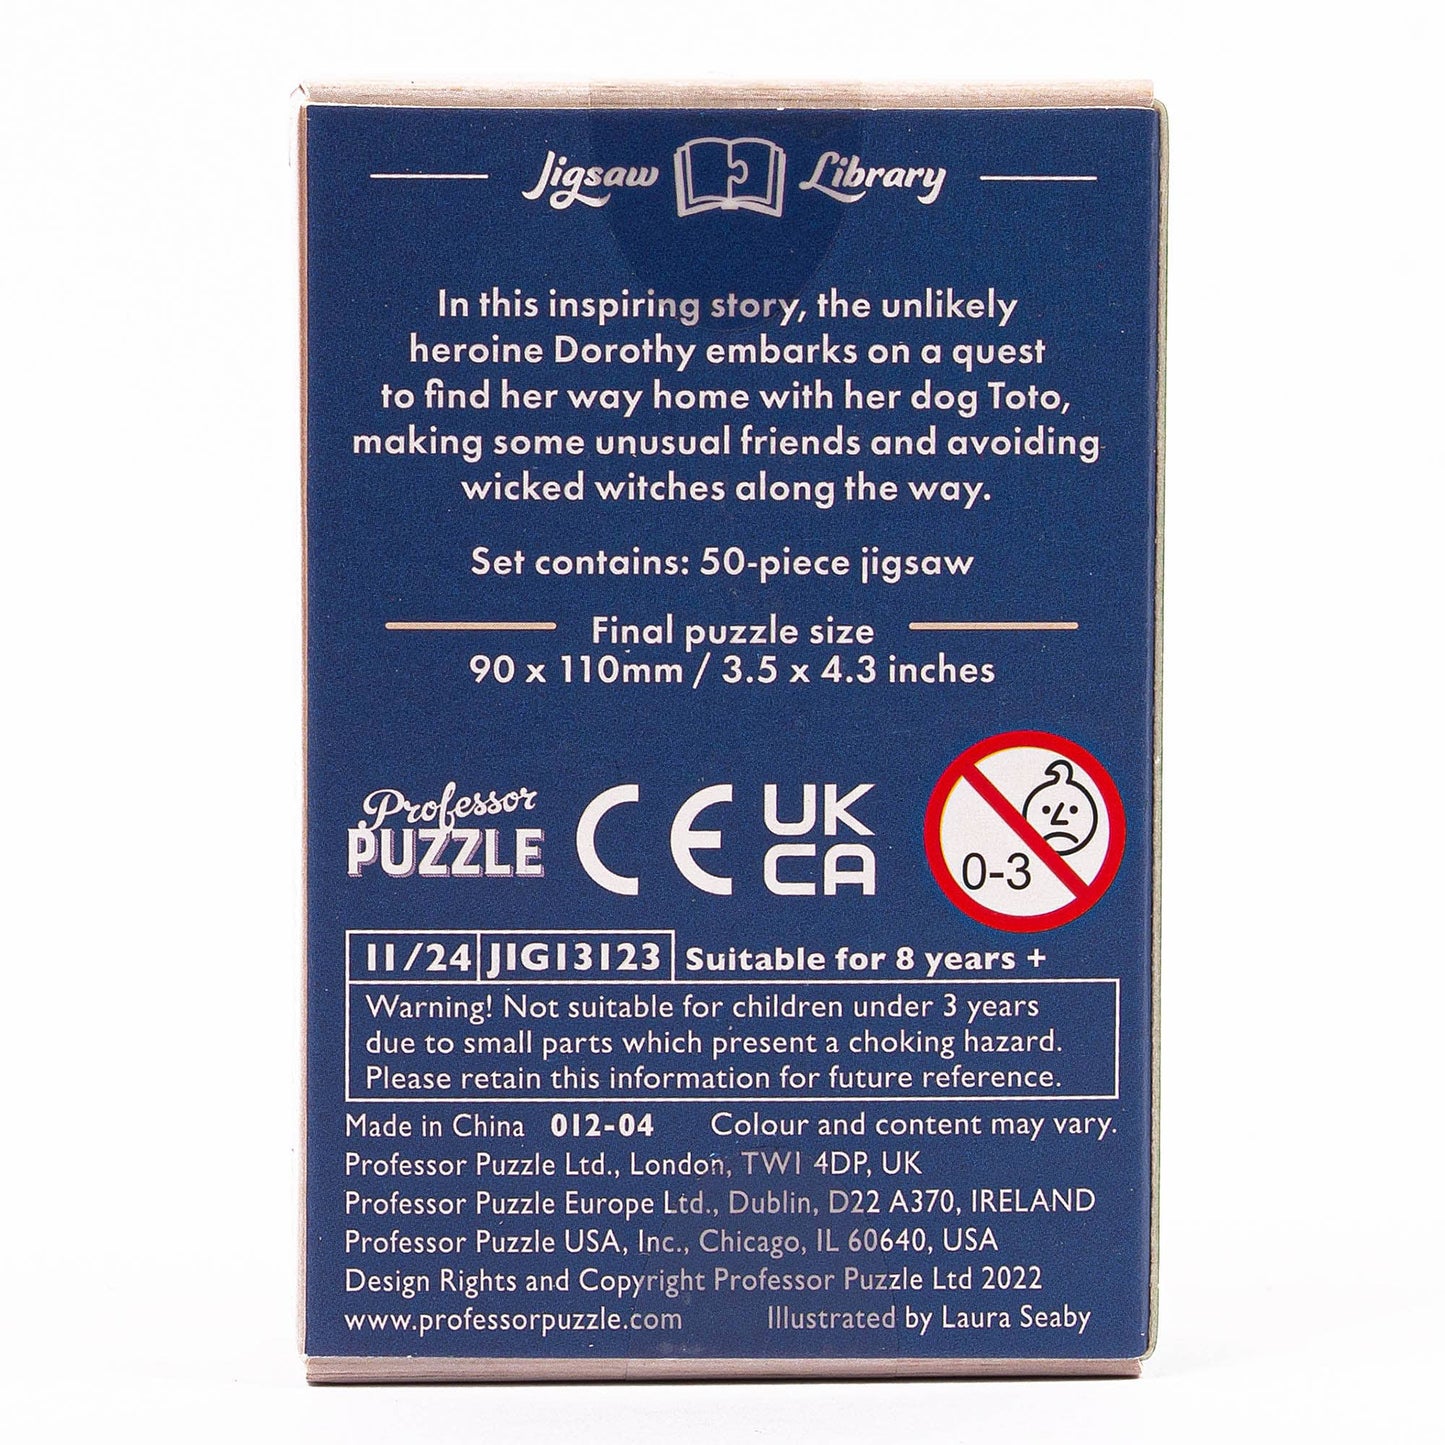 Jigsaw Library
In this inspiring story, the unlikely
heroine Dorothy embarks on a quest
to find her way home with her dog Toto,
making some unusual friends and avoiding
wicked witches along the way.
Set contains: 50-piece jigsaw
Final puzzle size
90 x 110mm / 3.5 x 4.3 inches
Professor
PUZZLE
CE
UK
CA
0-3
11/24 JIG13123 Suitable for 8 years +
Warning! Not suitable for children under 3 years
due to small parts which present a choking hazard.
Please retain this information for future reference.
Made in China 012-04 Colour and content may vary.
Professor Puzzle Ltd., London, TW1 4DP, UK
Professor Puzzle Europe Ltd., Dublin, D22 A370, IRELAND
Professor Puzzle USA, Inc., Chicago, IL 60640, USA
Design Rights and Copyright Professor Puzzle Ltd 2022
www.professorpuzzle.com Illustrated by Laura Seaby